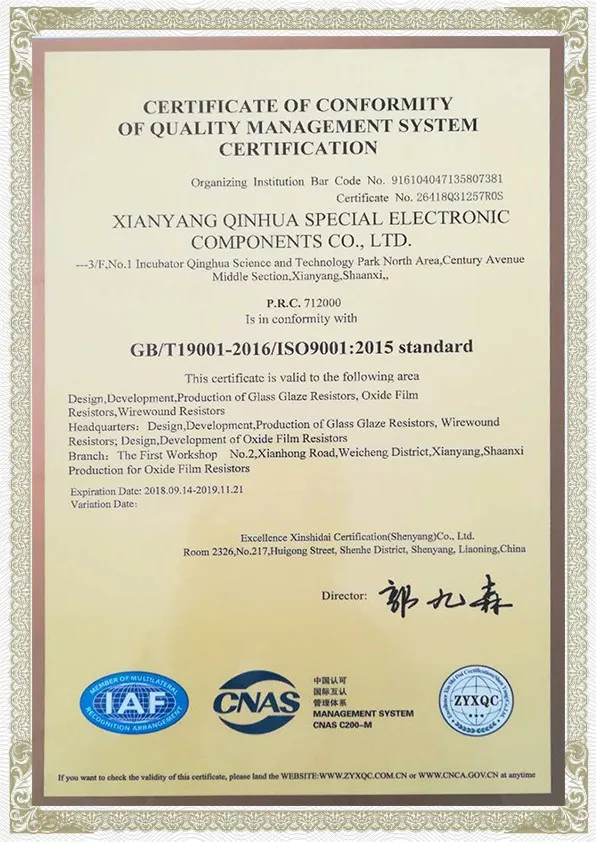 CERTIFICATE OF CONFORMITY
OF QUALITY MANAGEMENT SYSTEM
CERTIFICATION
Organizing Institution Bar Code No. 916104047135807381
Certificate No. 26418Q31257R0S
XIANYANG QINHUA SPECIAL ELECTRONIC
COMPONENTS CO., LTD.
---3/F,No.1 Incubator Qinghua Science and Technology Park North Area,Century Avenue
Middle Section,Xianyang,Shaanxi,,
P.R.C. 712000
Is in conformity with
GB/T19001-2016/ISO9001:2015 standard
This certificate is valid to the following area
Design,Development,Production of Glass Glaze Resistors, Oxide Film
Resistors,Wirewound Resistors
Headquarters: Design,Development,Production of Glass Glaze Resistors, Wirewound
Resistors; Design,Development of Oxide Film Resistors
Branch: The First Workshop No.2,Xianhong Road,Weicheng District,Xianyang,Shaanxi
Production for Oxide Film Resistors
Expiration Date: 2018.09.14-2019.11.21
Variation Date:
Excellence Xinshidai Certification(Shenyang)Co., Ltd.
Room 2326,No.217,Huigong Street, Shenhe District, Shenyang, Liaoning,China
Director: 郭九森
MEMBER OF MULTILATERAL
IAF
RECOGNITION ARRANGEMENT
CNAS
中国认可
国际互认
管理体系
MANAGEMENT SYSTEM
CNAS C200-M
ZYXQC
If you want to check the validity of this certificate, please land the WEBSITE:WWW.ZYXQC.COM.CN or WWW.CNCA.GOV.CN at anytime